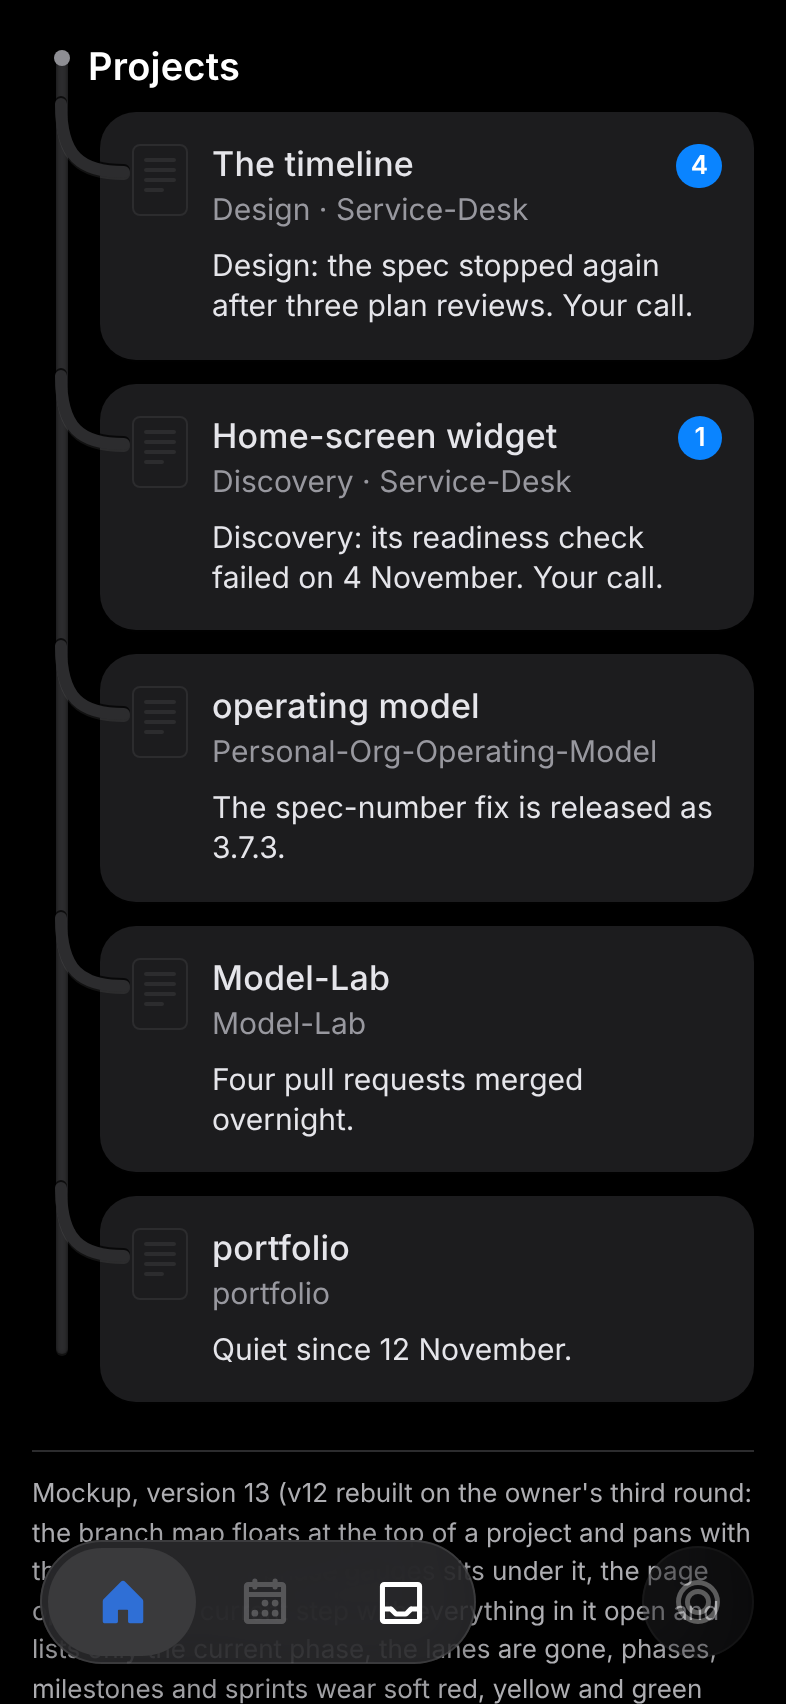 Projects
The timeline
4
Design · Service-Desk
Design: the spec stopped again
after three plan reviews. Your call.
Home-screen widget
1
Discovery · Service-Desk
Discovery: its readiness check
failed on 4 November. Your call.
operating model
Personal-Org-Operating-Model
The spec-number fix is released as
3.7.3.
Model-Lab
Model-Lab
Four pull requests merged
overnight.
portfolio
portfolio
Quiet since 12 November.
Mockup, version 13 (v12 rebuilt on the owner's third round:
the branch map floats at the top of a project and pans with
sits under it, the page
step everything in it open and
lists only the current phase, the lanes are gone, phases,
milestones and sprints wear soft red, yellow and green